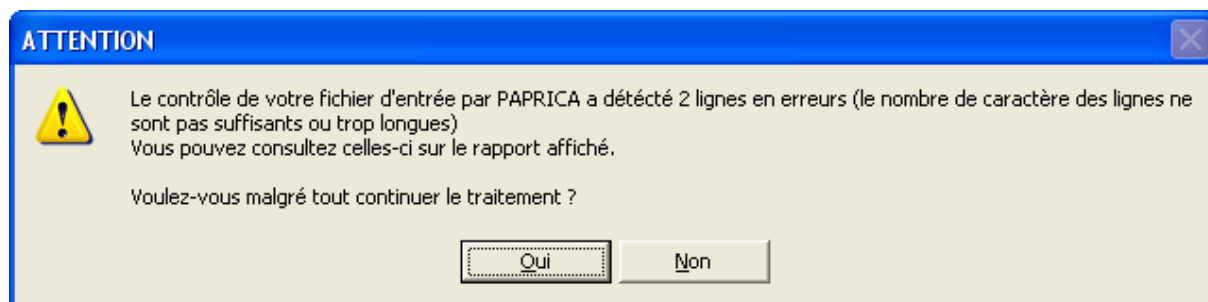 ATTENTION
Le contrôle de votre fichier d'entrée par PAPRICA a détécté 2 lignes en erreurs (le nombre de caractère des lignes ne
sont pas suffisants ou trop longues)
Vous pouvez consultez celles-ci sur le rapport affiché.
Voulez-vous malgré tout continuer le traitement ?
Oui
Non